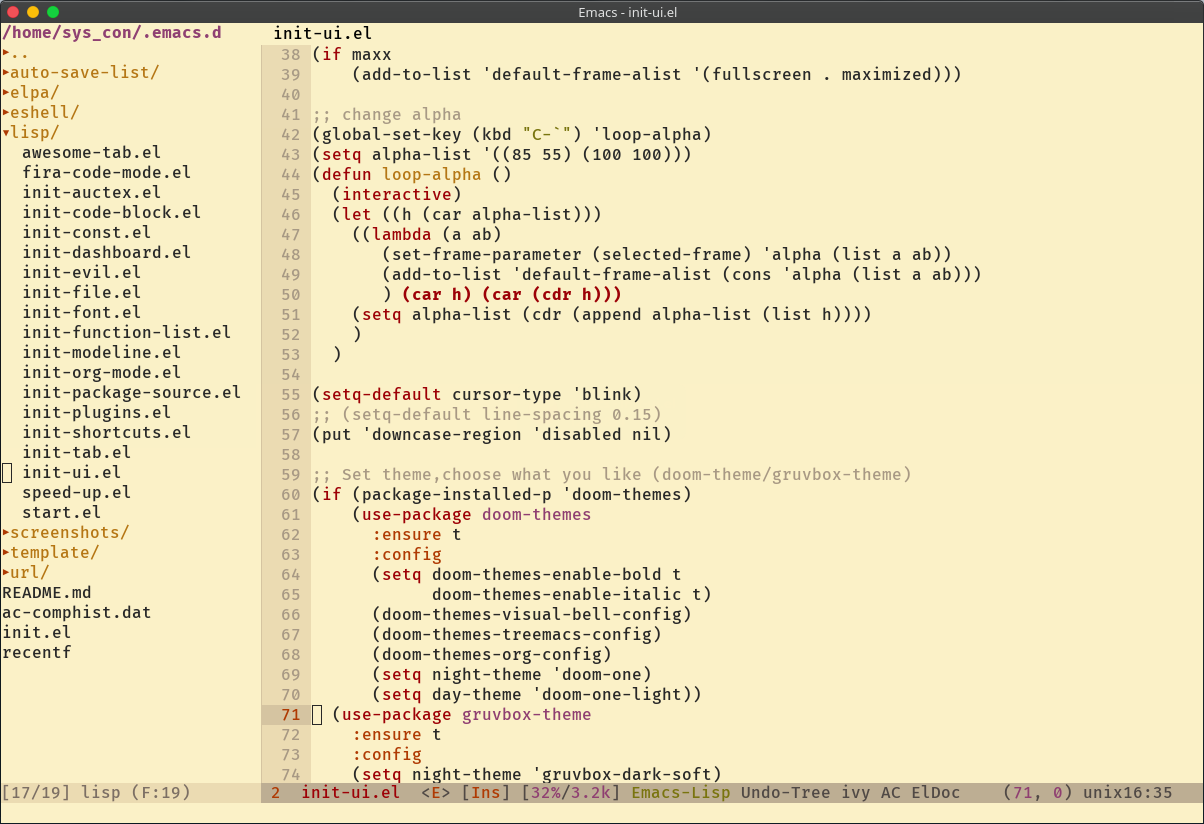 Emacs - init-ui.el
/home/sys_con/.emacs.d
..
auto-save-list/
elpa/
eshell/
lisp/
awesome-tab.el
fira-code-mode.el
init-auctex.el
init-code-block.el
init-const.el
init-dashboard.el
init-evil.el
init-file.el
init-font.el
init-function-list.el
init-modeline.el
init-org-mode.el
init-package-source.el
init-plugins.el
init-shortcuts.el
init-tab.el
init-ui.el
speed-up.el
start.el
screenshots/
template/
url/
README.md
ac-comphist.dat
init.el
recentf
[17/19] lisp (F:19)
init-ui.el
38 (if maxx
39     (add-to-list 'default-frame-alist '(fullscreen . maximized)))
40
41 ;; change alpha
42 (global-set-key (kbd "C-`") 'loop-alpha)
43 (setq alpha-list '((85 55) (100 100)))
44 (defun loop-alpha ()
45   (interactive)
46   (let ((h (car alpha-list)))
47     ((lambda (a ab)
48        (set-frame-parameter (selected-frame) 'alpha (list a ab))
49        (add-to-list 'default-frame-alist (cons 'alpha (list a ab)))
50        ) (car h) (car (cdr h)))
51     (setq alpha-list (cdr (append alpha-list (list h))))
52     )
53   )
54
55 (setq-default cursor-type 'blink)
56 ;; (setq-default line-spacing 0.15)
57 (put 'downcase-region 'disabled nil)
58
59 ;; Set theme,choose what you like (doom-theme/gruvbox-theme)
60 (if (package-installed-p 'doom-themes)
61     (use-package doom-themes
62       :ensure t
63       :config
64       (setq doom-themes-enable-bold t
65             doom-themes-enable-italic t)
66       (doom-themes-visual-bell-config)
67       (doom-themes-treemacs-config)
68       (doom-themes-org-config)
69       (setq night-theme 'doom-one)
70       (setq day-theme 'doom-one-light))
71   (use-package gruvbox-theme
72     :ensure t
73     :config
74     (setq night-theme 'gruvbox-dark-soft)
2 init-ui.el <E> [Ins] [32%/3.2k] Emacs-Lisp Undo-Tree ivy AC ElDoc (71, 0) unix16:35